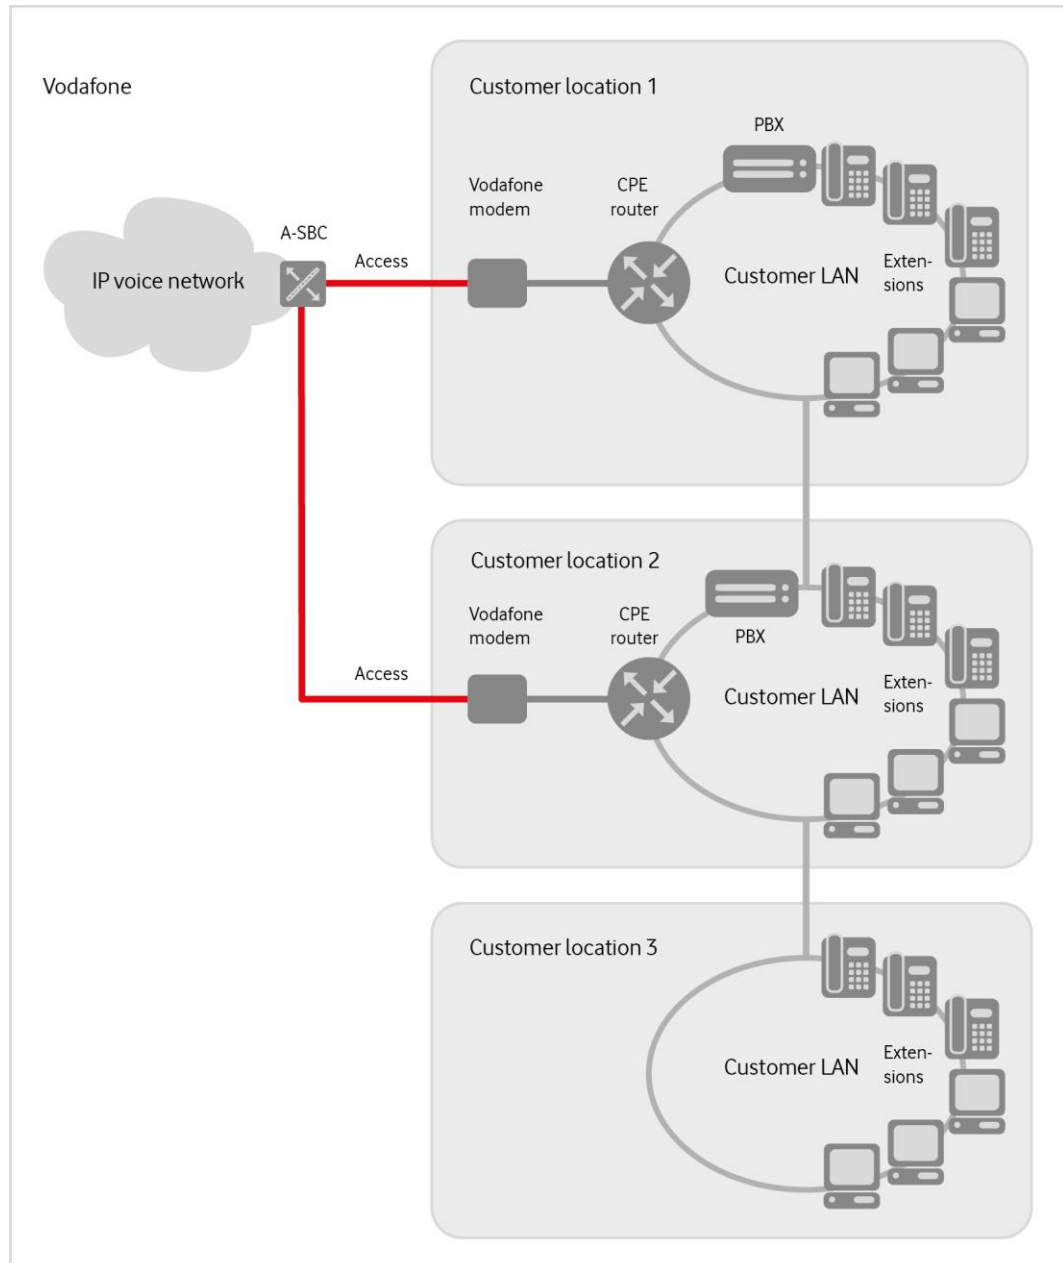 Vodafone
IP voice network
A-SBC
Access
Access
Customer location 1
Vodafone
modem
CPE
router
PBX
Customer LAN
Exten-
sions
Customer location 2
Vodafone
modem
CPE
router
PBX
Customer LAN
Exten-
sions
Customer location 3
Customer LAN
Exten-
sions